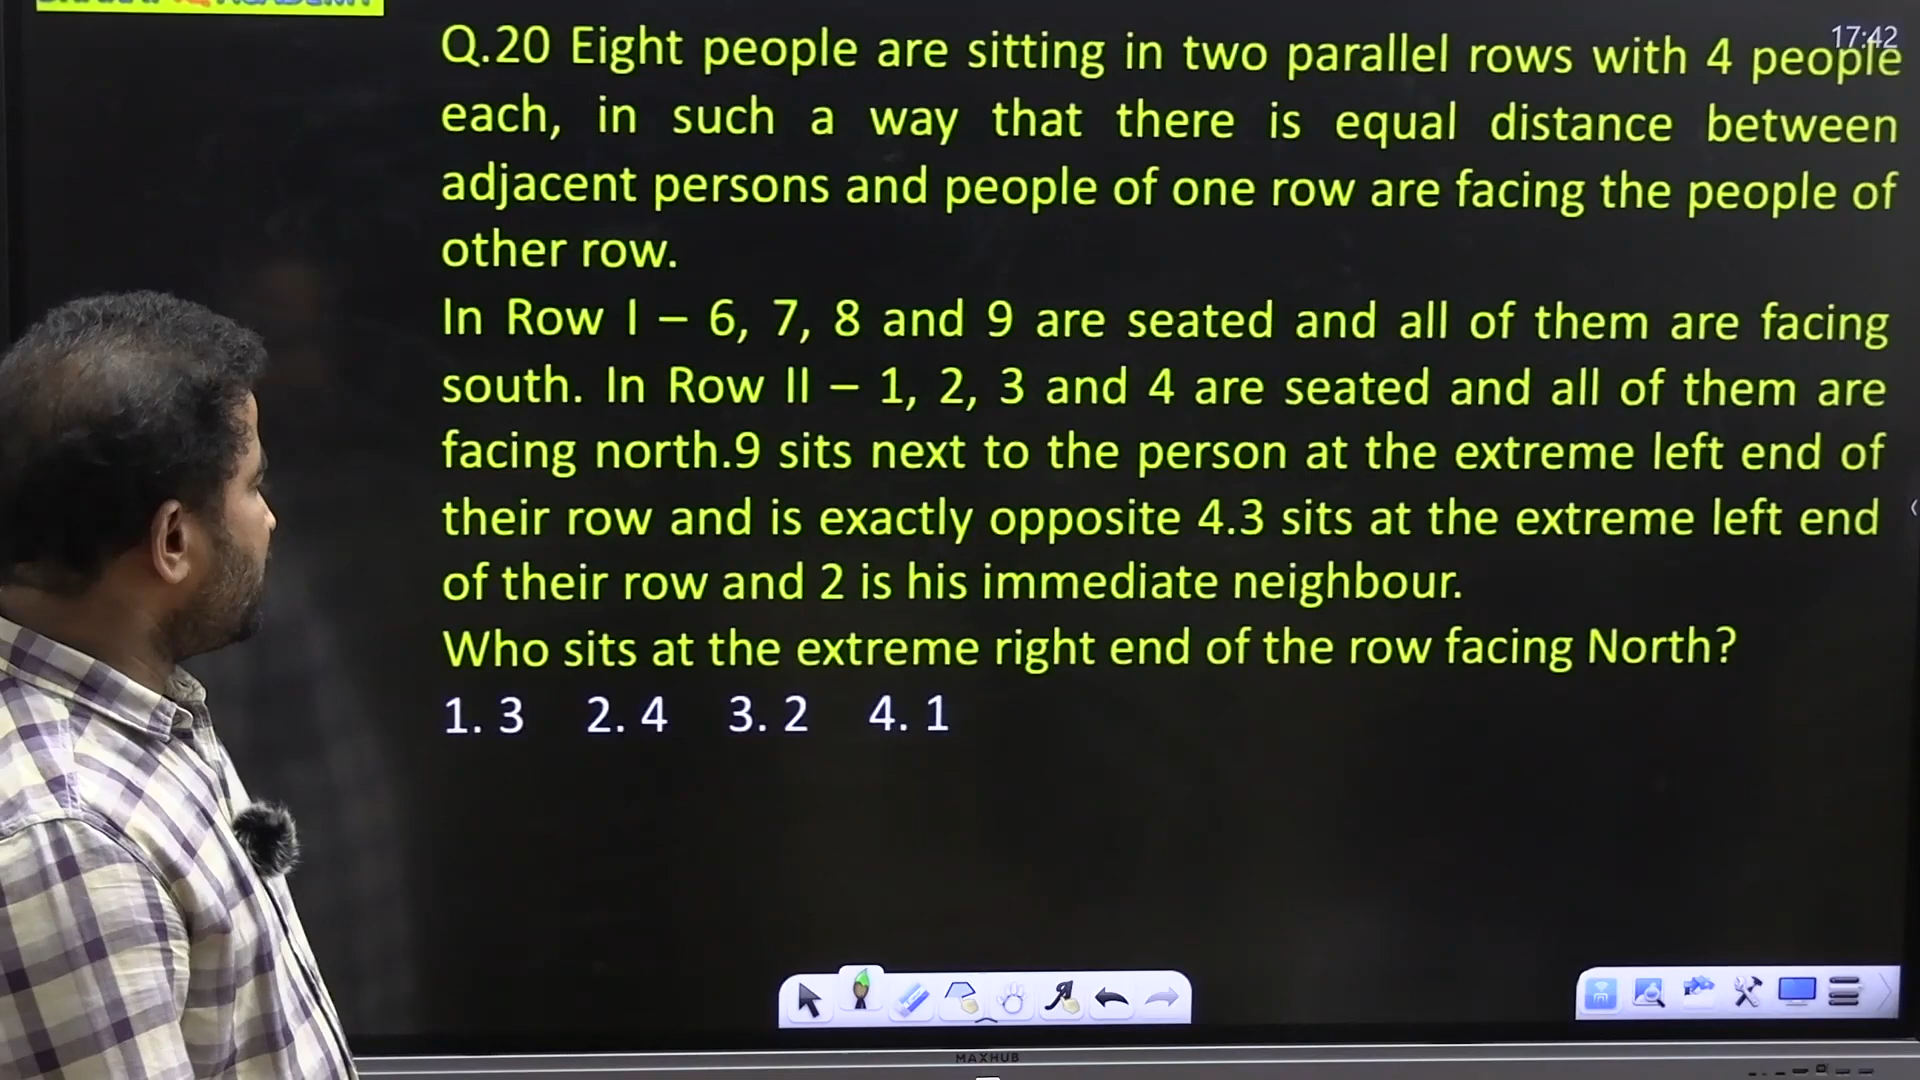 17:42
Q.20 Eight people are sitting in two parallel rows with 4 people
each, in such a way that there is equal distance between
adjacent persons and people of one row are facing the people of
other row.
In Row I – 6, 7, 8 and 9 are seated and all of them are facing
south. In Row II – 1, 2, 3 and 4 are seated and all of them are
facing north.9 sits next to the person at the extreme left end of
their row and is exactly opposite 4.3 sits at the extreme left end
of their row and 2 is his immediate neighbour.
Who sits at the extreme right end of the row facing North?
1. 3 2. 4 3. 2 4. 1
MAXHUB